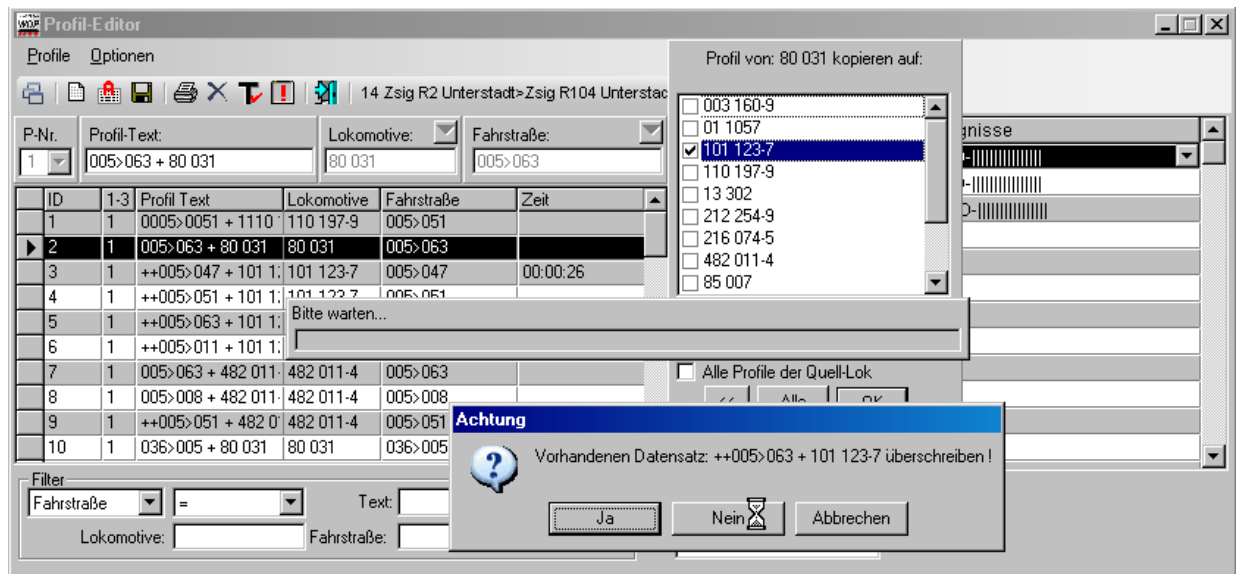 Profil-Editor
Profile Optionen
Profil von: 80 031 kopieren auf:
14 Zsig R2 Unterstadt>Zsig R104 Unterstac
003 160-9
01 1057
101 123-7
110 197-9
13 302
212 254-9
216 074-5
482 011-4
85 007
P-Nr. Profil-Text: Lokomotive: Fahrstraße:
1 005>063 + 80 031 80 031 005>063
gnisse
ID 1-3 Profil Text Lokomotive Fahrstraße Zeit
1 1 0005>0051 + 1110 110 197-9 005>051
2 1 005>063 + 80 031 80 031 005>063
3 1 ++005>047 + 101 1 101 123-7 005>047 00:00:26
4 1 ++005>051 + 101 1 101 123-7 005>051
5 1 ++005>063 + 101 1
6 1 ++005>011 + 101 1
7 1 005>063 + 482 011- 482 011-4 005>063
8 1 005>008 + 482 011- 482 011-4 005>008
9 1 ++005>051 + 482 0 482 011-4 005>051
10 1 036>005 + 80 031 80 031 036>005
Bitte warten...
Alle Profile der Quell-Lok
<< Alle OK
Achtung
Vorhandenen Datensatz: ++005>063 + 101 123-7 überschreiben !
Ja Nein Abbrechen
Filter
Fahrstraße = Text:
Lokomotive: Fahrstraße: